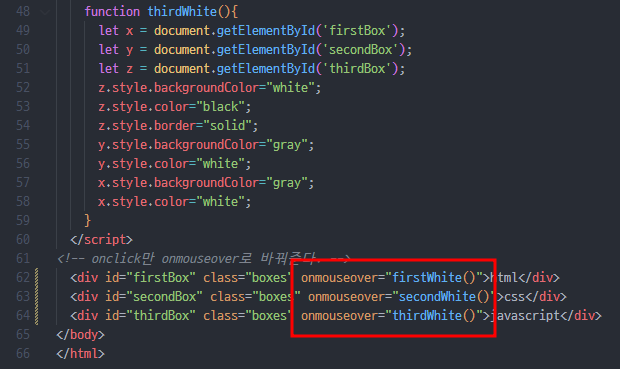 48 function thirdWhite(){
49 let x = document.getElementById('firstBox');
50 let y = document.getElementById('secondBox');
51 let z = document.getElementById('thirdBox');
52 z.style.backgroundColor="white";
53 z.style.color="black";
54 z.style.border="solid";
55 y.style.backgroundColor="gray";
56 y.style.color="white";
57 x.style.backgroundColor="gray";
58 x.style.color="white";
59 }
60 </script>
61 <!-- onclick만 onmouseover로 바꿔준다. -->
62 <div id="firstBox" class="boxes" onmouseover="firstWhite()">html</div>
63 <div id="secondBox" class="boxes" onmouseover="secondWhite()">css</div>
64 <div id="thirdBox" class="boxes" onmouseover="thirdWhite()">javascript</div>
65 </body>
66 </html>